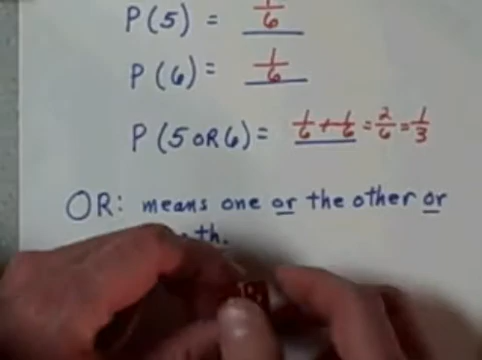 P(5) = 1/6
P(6) = 1/6
P(5 OR 6) = 1/6 + 1/6 = 2/6 = 1/3
OR: means one or the other or